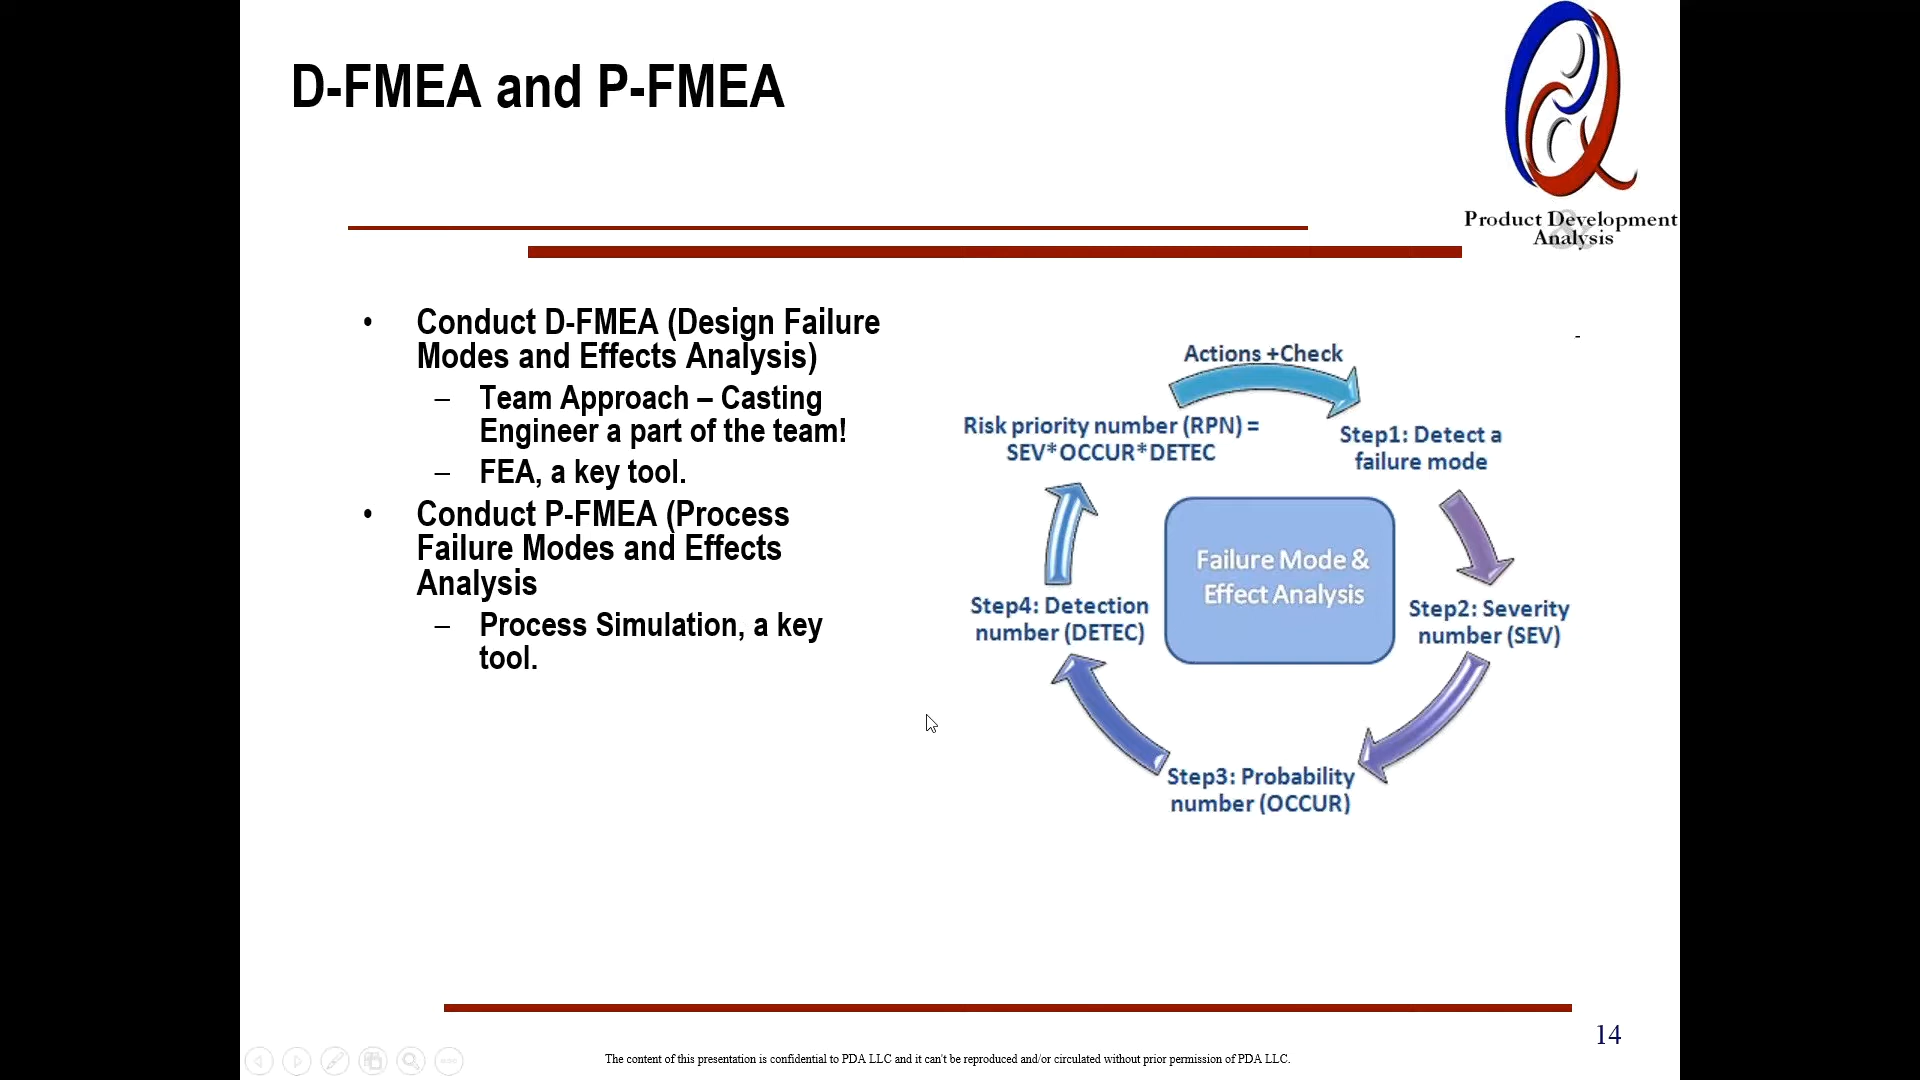 D-FMEA and P-FMEA
Product Development
&
Analysis
• Conduct D-FMEA (Design Failure
Modes and Effects Analysis)
– Team Approach – Casting
Engineer a part of the team!
– FEA, a key tool.
• Conduct P-FMEA (Process
Failure Modes and Effects
Analysis
– Process Simulation, a key
tool.
-
Actions +Check
Risk priority number (RPN) =
SEV*OCCUR*DETEC
Step1: Detect a
failure mode
Failure Mode &
Effect Analysis
Step4: Detection
number (DETEC)
Step2: Severity
number (SEV)
Step3: Probability
number (OCCUR)
14
The content of this presentation is confidential to PDA LLC and it can't be reproduced and/or circulated without prior permission of PDA LLC.